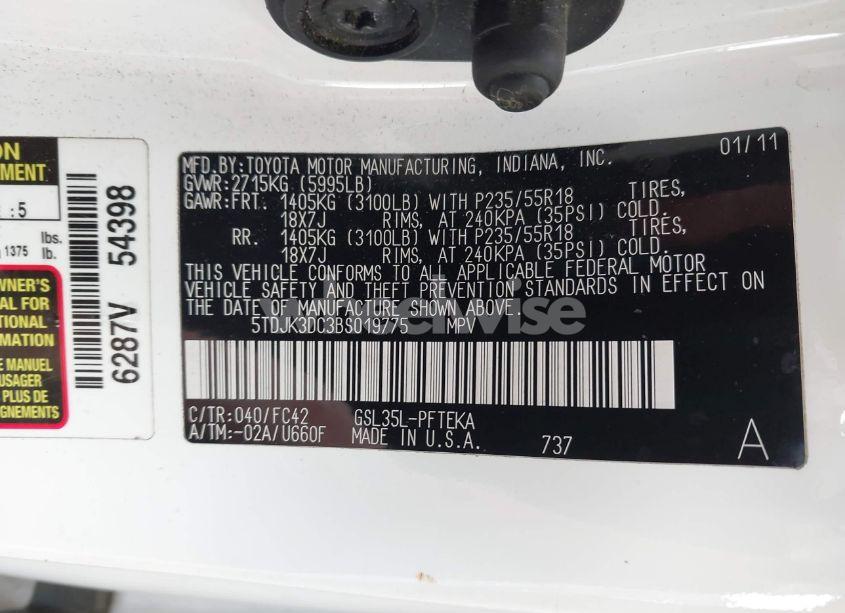 ON
EMENT
: 5
lbs.
1375 lb.
WNER'S
AL FOR
TIONAL
RMATION
E MANUEL
USAGER
PLUS DE
GNEMENTS
6287V 54398
MFD.BY:TOYOTA MOTOR MANUFACTURING, INDIANA, INC. 01/11
GVWR:2715KG (5995LB)
GAWR:FRT. 1405KG (3100LB) WITH P235/55R18 TIRES,
18X7J RIMS, AT 240KPA (35PSI) COLD.
RR. 1405KG (3100LB) WITH P235/55R18 TIRES,
18X7J RIMS, AT 240KPA (35PSI) COLD.
THIS VEHICLE CONFORMS TO ALL APPLICABLE FEDERAL MOTOR
VEHICLE SAFETY AND THEFT PREVENTION STANDARDS IN EFFECT ON
THE DATE OF MANUFACTURE SHOWN ABOVE.
5TDJK3DC3BS019775 MPV
C/TR:040/FC42 GSL35L-PFTEKA
A/TM:-02A/U660F MADE IN U.S.A. 737 A